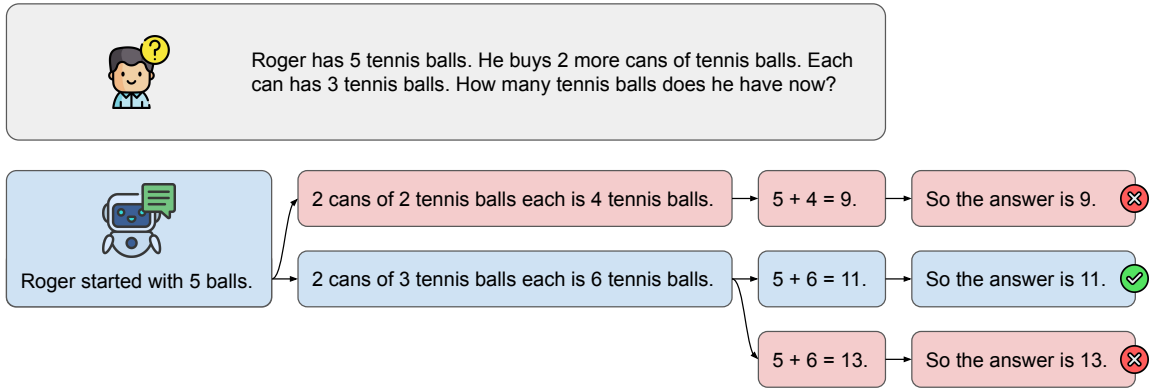 ?
Roger has 5 tennis balls. He buys 2 more cans of tennis balls. Each
can has 3 tennis balls. How many tennis balls does he have now?
Roger started with 5 balls.
2 cans of 2 tennis balls each is 4 tennis balls.
5 + 4 = 9.
So the answer is 9.
2 cans of 3 tennis balls each is 6 tennis balls.
5 + 6 = 11.
So the answer is 11.
5 + 6 = 13.
So the answer is 13.